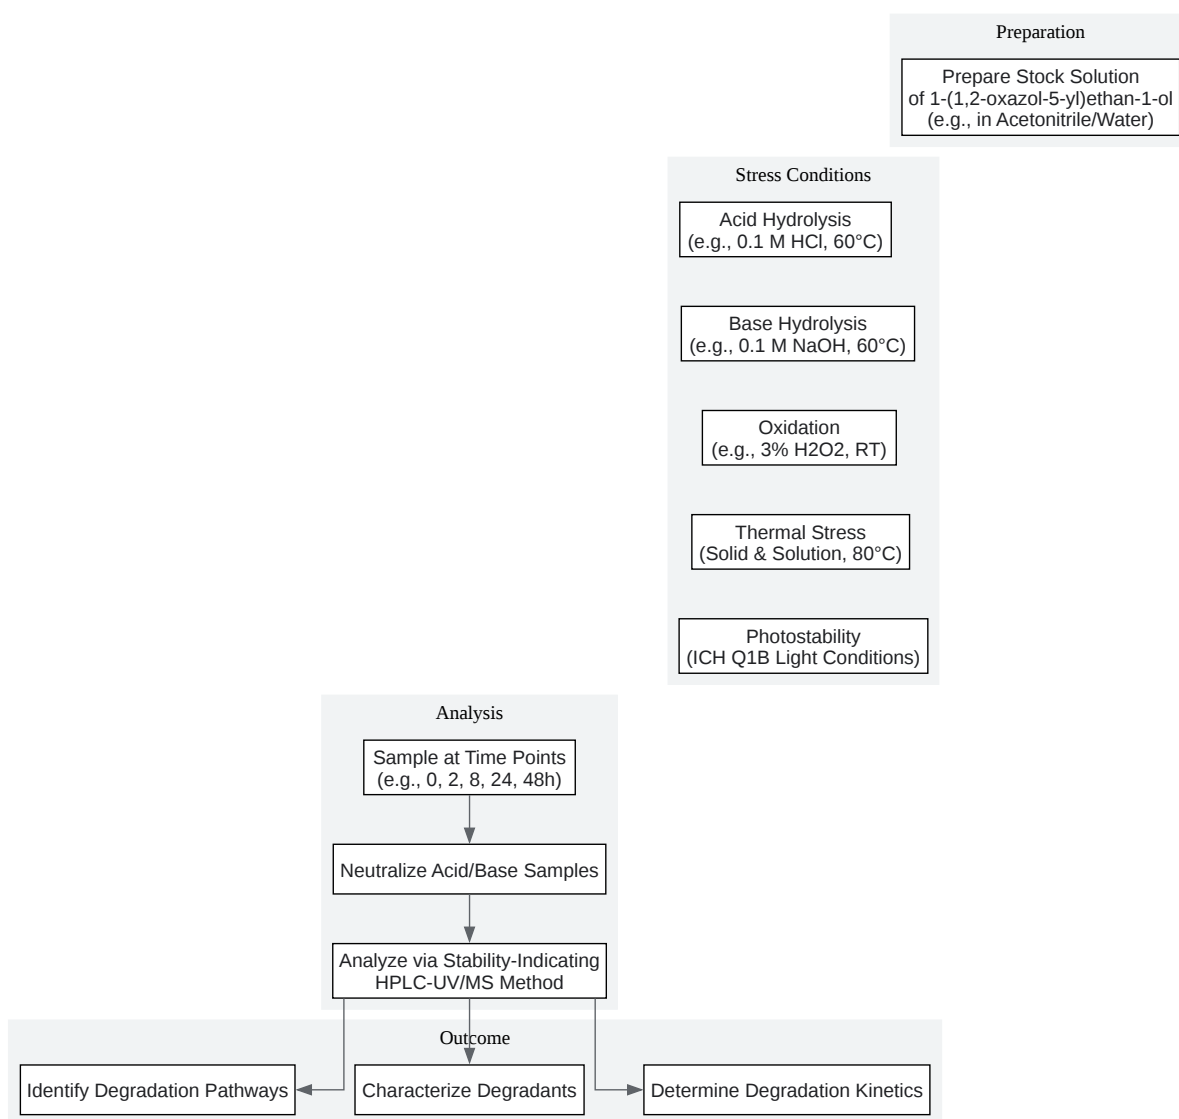 Preparation
Prepare Stock Solution
of 1-(1,2-oxazol-5-yl)ethan-1-ol
(e.g., in Acetonitrile/Water)
Stress Conditions
Acid Hydrolysis
(e.g., 0.1 M HCl, 60°C)
Base Hydrolysis
(e.g., 0.1 M NaOH, 60°C)
Oxidation
(e.g., 3% H2O2, RT)
Thermal Stress
(Solid & Solution, 80°C)
Photostability
(ICH Q1B Light Conditions)
Analysis
Sample at Time Points
(e.g., 0, 2, 8, 24, 48h)
Neutralize Acid/Base Samples
Analyze via Stability-Indicating
HPLC-UV/MS Method
Outcome
Identify Degradation Pathways
Characterize Degradants
Determine Degradation Kinetics